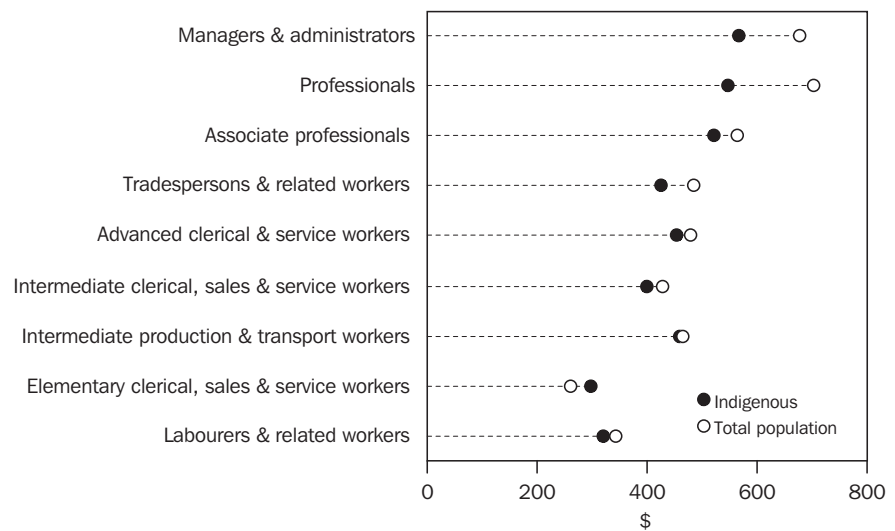 Managers & administrators
Professionals
Associate professionals
Tradespersons & related workers
Advanced clerical & service workers
Intermediate clerical, sales & service workers
Intermediate production & transport workers
Elementary clerical, sales & service workers
Labourers & related workers
Indigenous
Total population
0 200 400 600 800
$